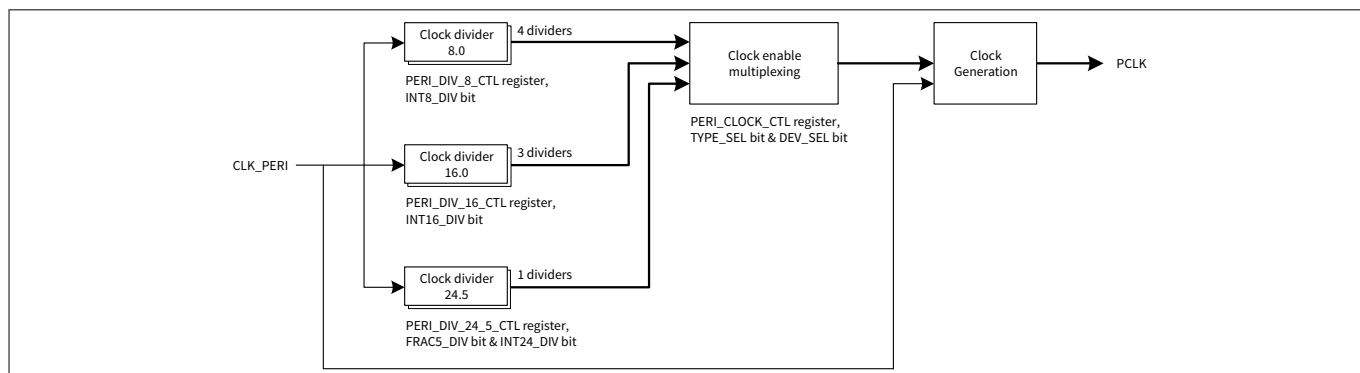 Clock divider
8.0
4 dividers
PERI_DIV_8_CTL register,
INT8_DIV bit
Clock enable
multiplexing
PERI_CLOCK_CTL register,
TYPE_SEL bit & DEV_SEL bit
Clock
Generation
PCLK
CLK_PERI
Clock divider
16.0
3 dividers
PERI_DIV_16_CTL register,
INT16_DIV bit
Clock divider
24.5
1 dividers
PERI_DIV_24_5_CTL register,
FRAC5_DIV bit & INT24_DIV bit